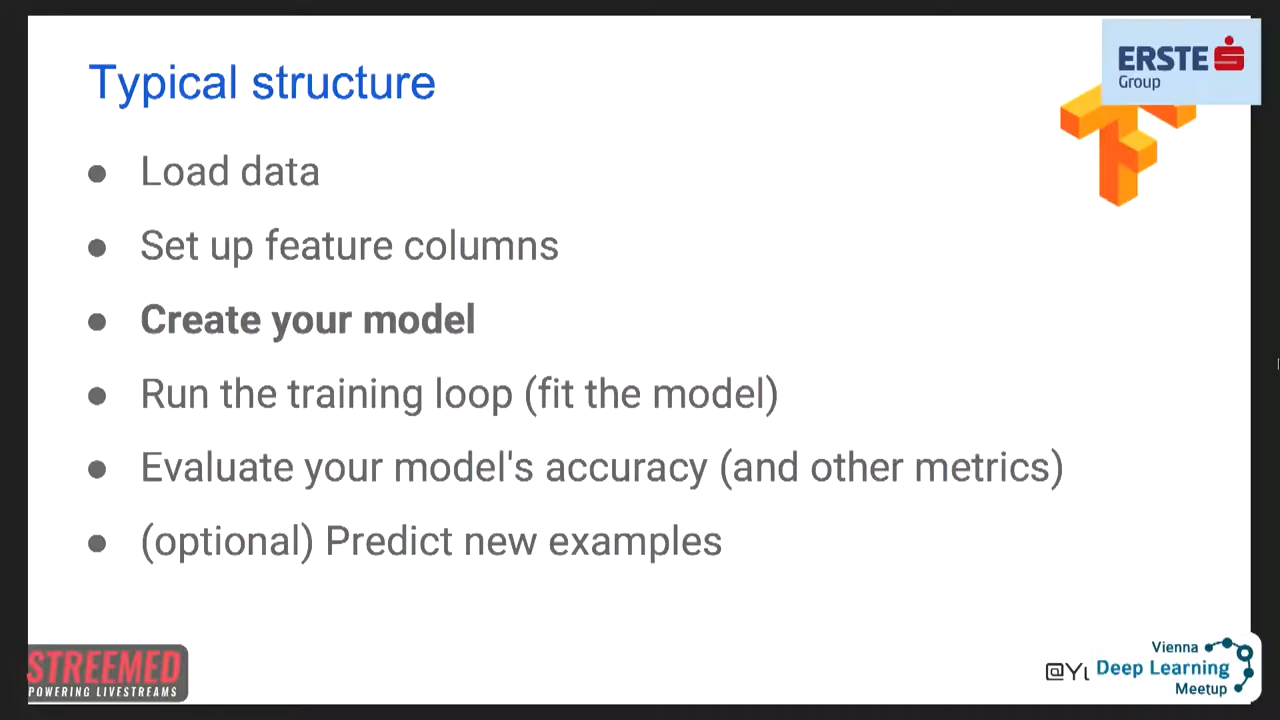 Typical structure
ERSTE
Group
● Load data
● Set up feature columns
● Create your model
● Run the training loop (fit the model)
● Evaluate your model's accuracy (and other metrics)
● (optional) Predict new examples
STREEMED
POWERING LIVESTREAMS
Vienna
Deep Learning
Meetup